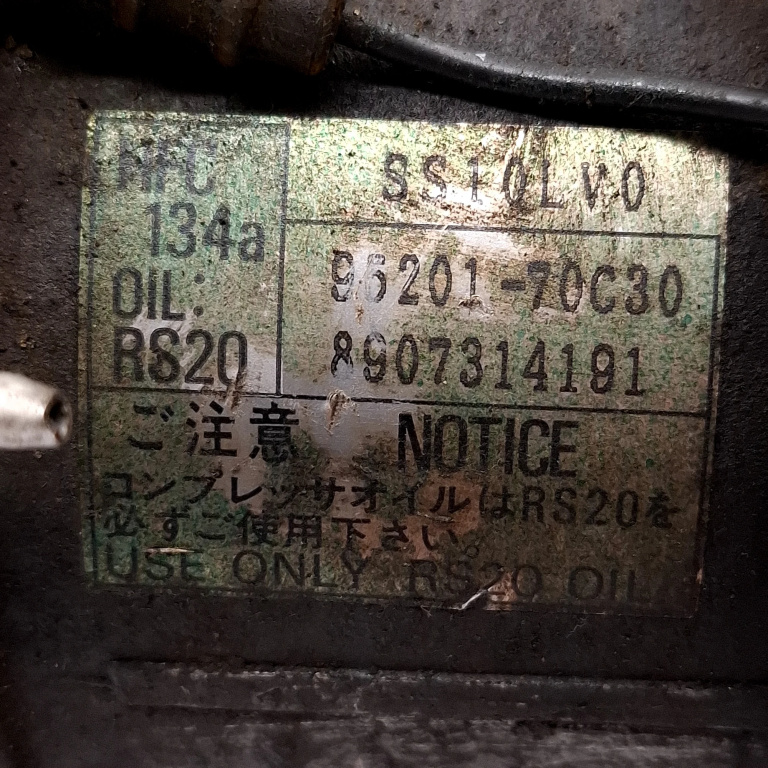 HFC
134a
OIL:
RS20
SS10LV0
95201-70C30
8907314191
ご注意 NOTICE
コンプレッサオイルはRS20を
必ずご使用下さい。
USE ONLY RS20 OIL